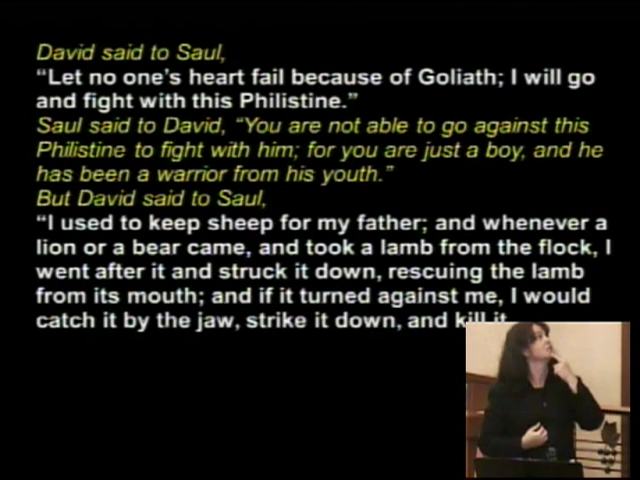 David said to Saul,
“Let no one’s heart fail because of Goliath; I will go
and fight with this Philistine.”
Saul said to David, “You are not able to go against this
Philistine to fight with him; for you are just a boy, and he
has been a warrior from his youth.”
But David said to Saul,
“I used to keep sheep for my father; and whenever a
lion or a bear came, and took a lamb from the flock, I
went after it and struck it down, rescuing the lamb
from its mouth; and if it turned against me, I would
catch it by the jaw, strike it down, and kill it.